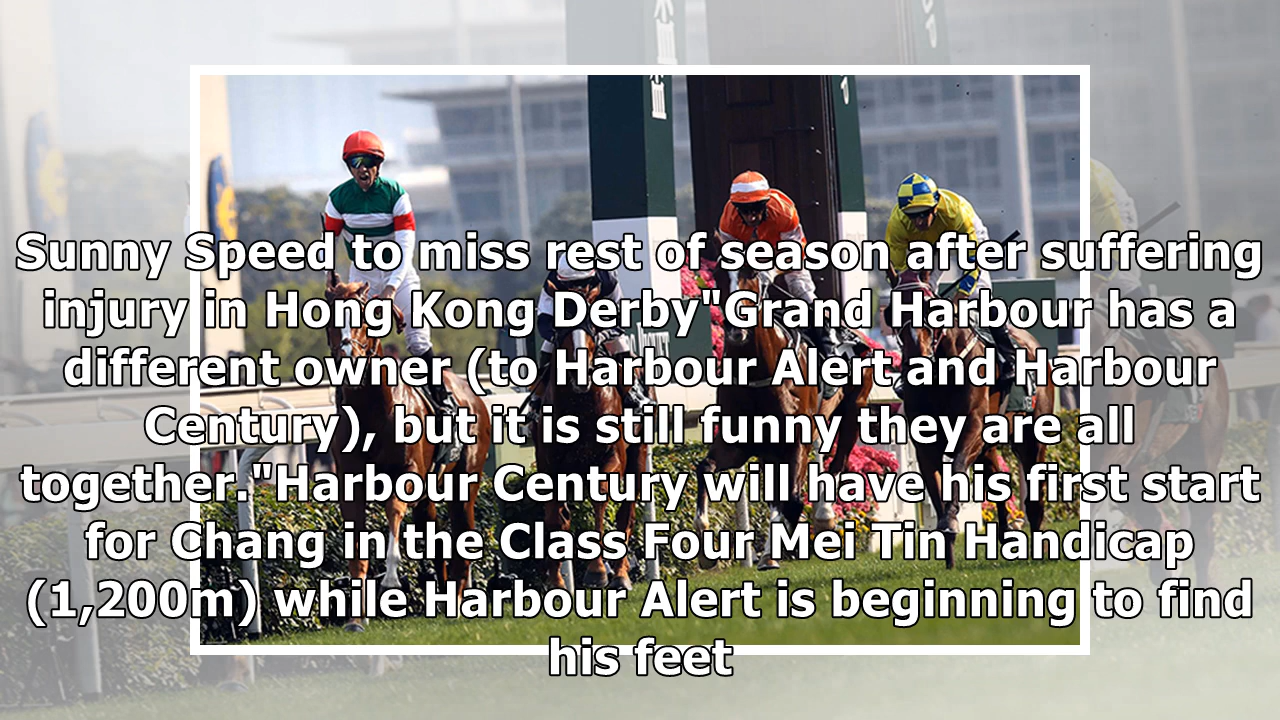 Sunny Speed to miss rest of season after suffering
injury in Hong Kong Derby"Grand Harbour has a
different owner (to Harbour Alert and Harbour
Century), but it is still funny they are all
together."Harbour Century will have his first start
for Chang in the Class Four Mei Tin Handicap
(1,200m) while Harbour Alert is beginning to find
his feet